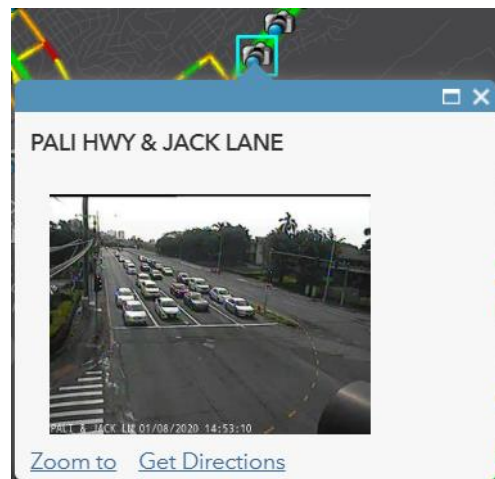 PALI HWY & JACK LANE
PALI & JACK LN 01/08/2020 14:53:10
Zoom to Get Directions